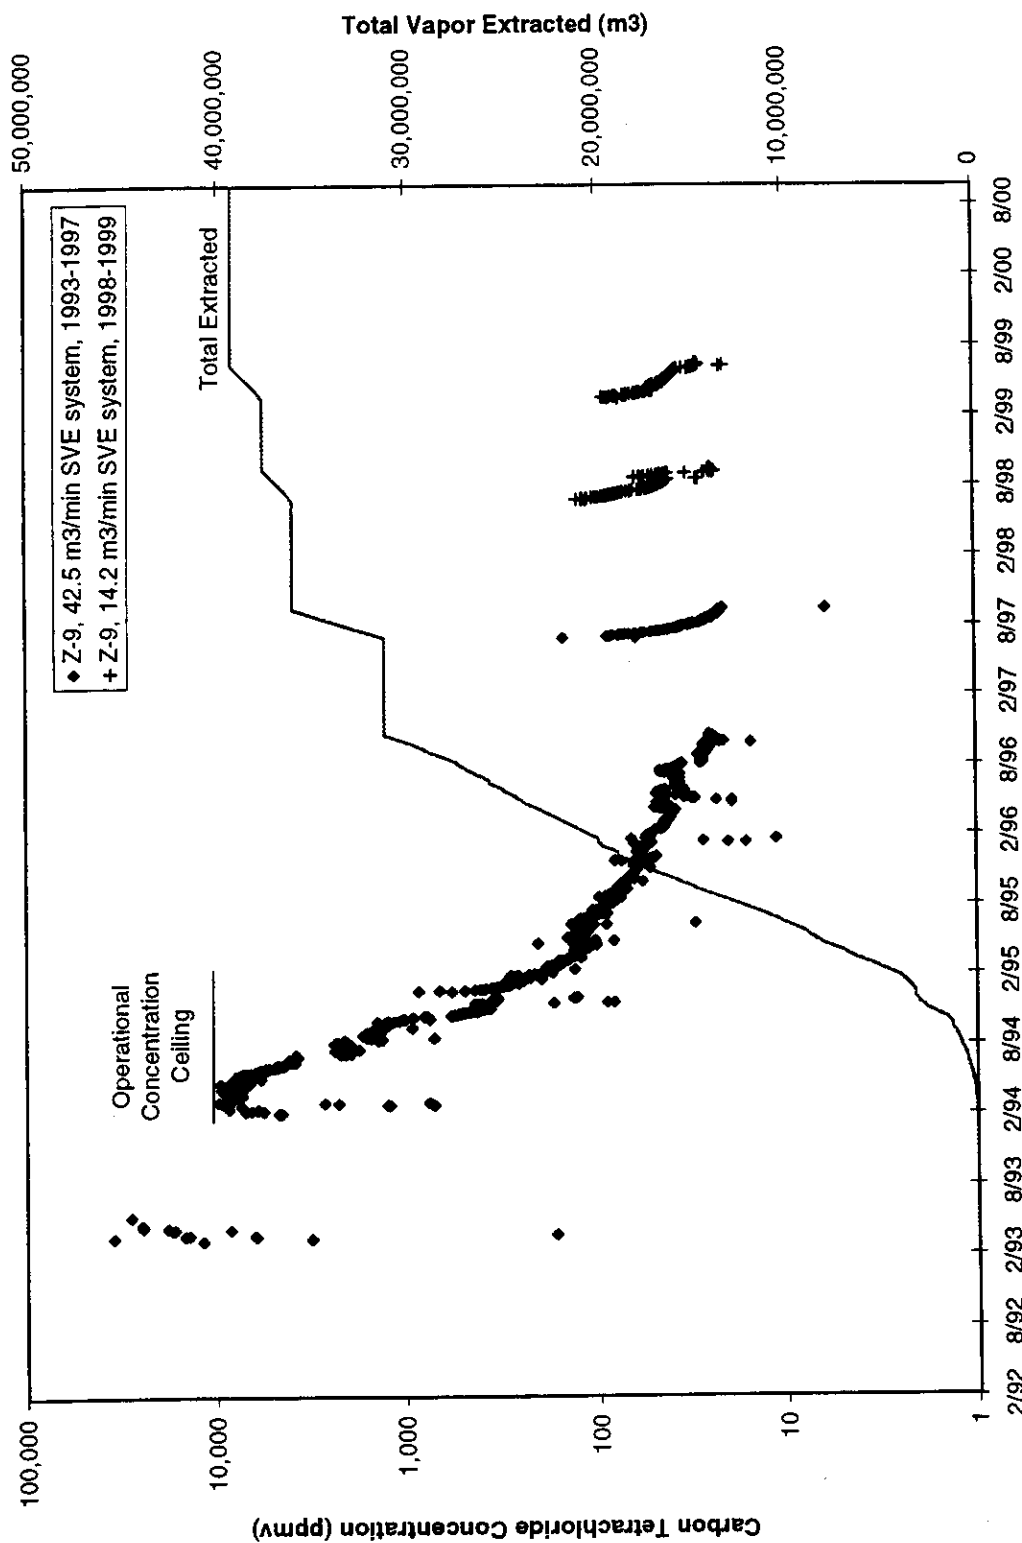 Carbon Tetrachloride Concentration (ppmv)
100,000
10,000
1,000
100
10
1
Operational
Concentration
Ceiling
◆ Z-9, 42.5 m3/min SVE system, 1993-1997
+ Z-9, 14.2 m3/min SVE system, 1998-1999
Total Extracted
50,000,000
40,000,000
30,000,000
20,000,000
10,000,000
0
Total Vapor Extracted (m3)
2/92 8/92 2/93 8/93 2/94 8/94 2/95 8/95 2/96 8/96 2/97 8/97 2/98 8/98 2/99 8/99 2/00 8/00